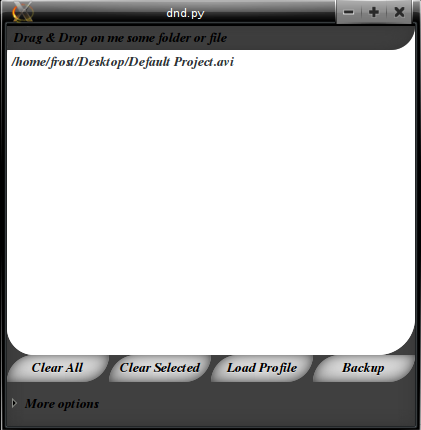 dnd.py
Drag & Drop on me some folder or file
/home/frost/Desktop/Default Project.avi
Clear All
Clear Selected
Load Profile
Backup
More options